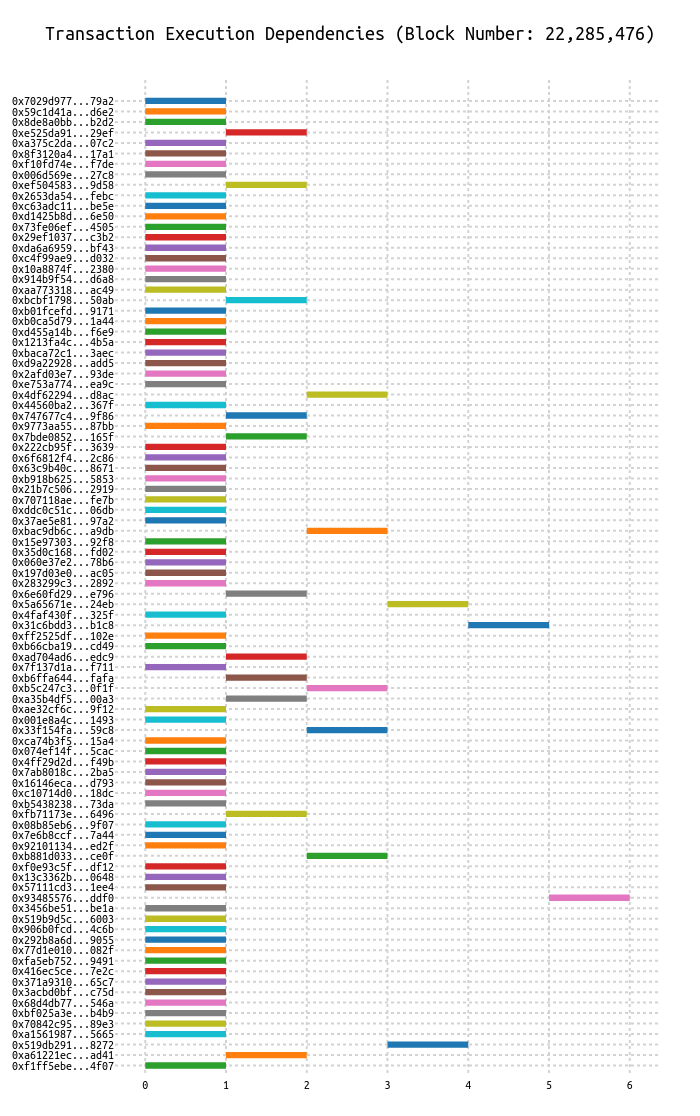 Transaction Execution Dependencies (Block Number: 22,285,476)
0x7029d977...79a2
0x59c1d41a...d6e2
0x8de8a0bb...b2d2
0xe525da91...29ef
0xa375c2da...07c2
0x8f3120a4...17a1
0xf10fd74e...f7de
0x006d569e...27c8
0xef504583...9d58
0x2653da54...febc
0xc63adc11...be5e
0xd1425b8d...6e50
0x73fe06ef...4505
0x29ef1037...c3b2
0xda6a6959...bf43
0xc4f99ae9...d032
0x10a8874f...2380
0x914b9f54...d6a8
0xaa773318...ac49
0xbcbf1798...50ab
0xb01fcefd...9171
0xb0ca5d79...1a44
0xd455a14b...f6e9
0x1213fa4c...4b5a
0xbaca72c1...3aec
0xd9a22928...add5
0x2afd03e7...93de
0xe753a774...ea9c
0x4df62294...d8ac
0x44560ba2...367f
0x747677c4...9f86
0x9773aa55...87bb
0x7bde0852...165f
0x222cb95f...3639
0x6f6812f4...2c86
0x63c9b40c...8671
0xb918b625...5853
0x21b7c506...2919
0x707118ae...fe7b
0xddc0c51c...06db
0x37ae5e81...97a2
0xbac9db6c...a9db
0x15e97303...92f8
0x35d0c168...fd02
0x060e37e2...78b6
0x197d03e0...ac05
0x283299c3...2892
0x6e60fd29...e796
0x5a65671e...24eb
0x4faf430f...325f
0x31c6bdd3...b1c8
0xff2525df...102e
0xb66cba19...cd49
0xad704ad6...edc9
0x7f137d1a...f711
0xb6ffa644...fafa
0xb5c247c3...0f1f
0xa35b4df5...00a3
0xae32cf6c...9f12
0x001e8a4c...1493
0x33f154fa...59c8
0xca74b3f5...15a4
0x074ef14f...5cac
0x4ff29d2d...f49b
0x7ab8018c...2ba5
0x16146eca...d793
0xc10714d0...18dc
0xb5438238...73da
0xfb71173e...6496
0x08b85eb6...9f07
0x7e6b8ccf...7a44
0x92101134...ed2f
0xb881d033...ce0f
0xf0e93c5f...df12
0x13c3362b...0648
0x57111cd3...1ee4
0x93485576...ddf0
0x3456be51...be1a
0x519b9d5c...6003
0x906b0fcd...4c6b
0x292b8a6d...9055
0x77d1e010...082f
0xfa5eb752...9491
0x416ec5ce...7e2c
0x371a9310...65c7
0x3acbd0bf...c75d
0x68d4db77...546a
0xbf025a3e...b4b9
0x70842c95...89e3
0xa1561987...5665
0x519db291...8272
0xa61221ec...ad41
0xf1ff5ebe...4f07
0 1 2 3 4 5 6